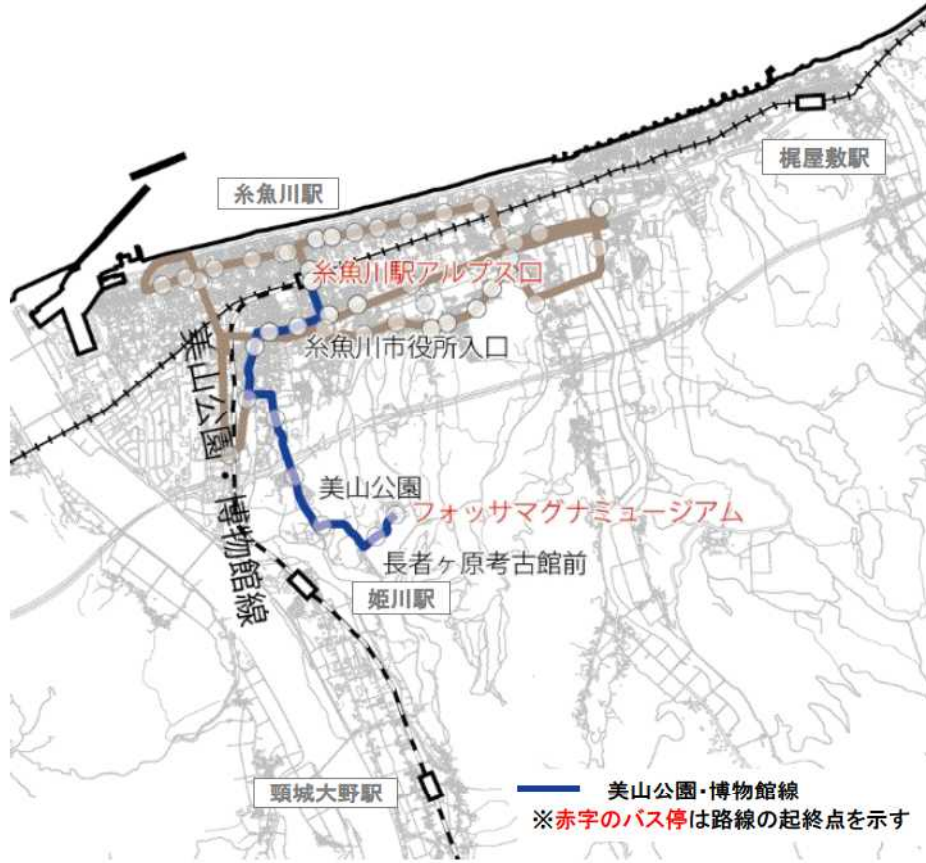 梶屋敷駅
糸魚川駅
糸魚川駅アルプス口
糸魚川市役所入口
美山公園・博物館線
美山公園
フォッサマグナミュージアム
長者ヶ原考古館前
姫川駅
頸城大野駅
美山公園・博物館線
※赤字のバス停は路線の起終点を示す